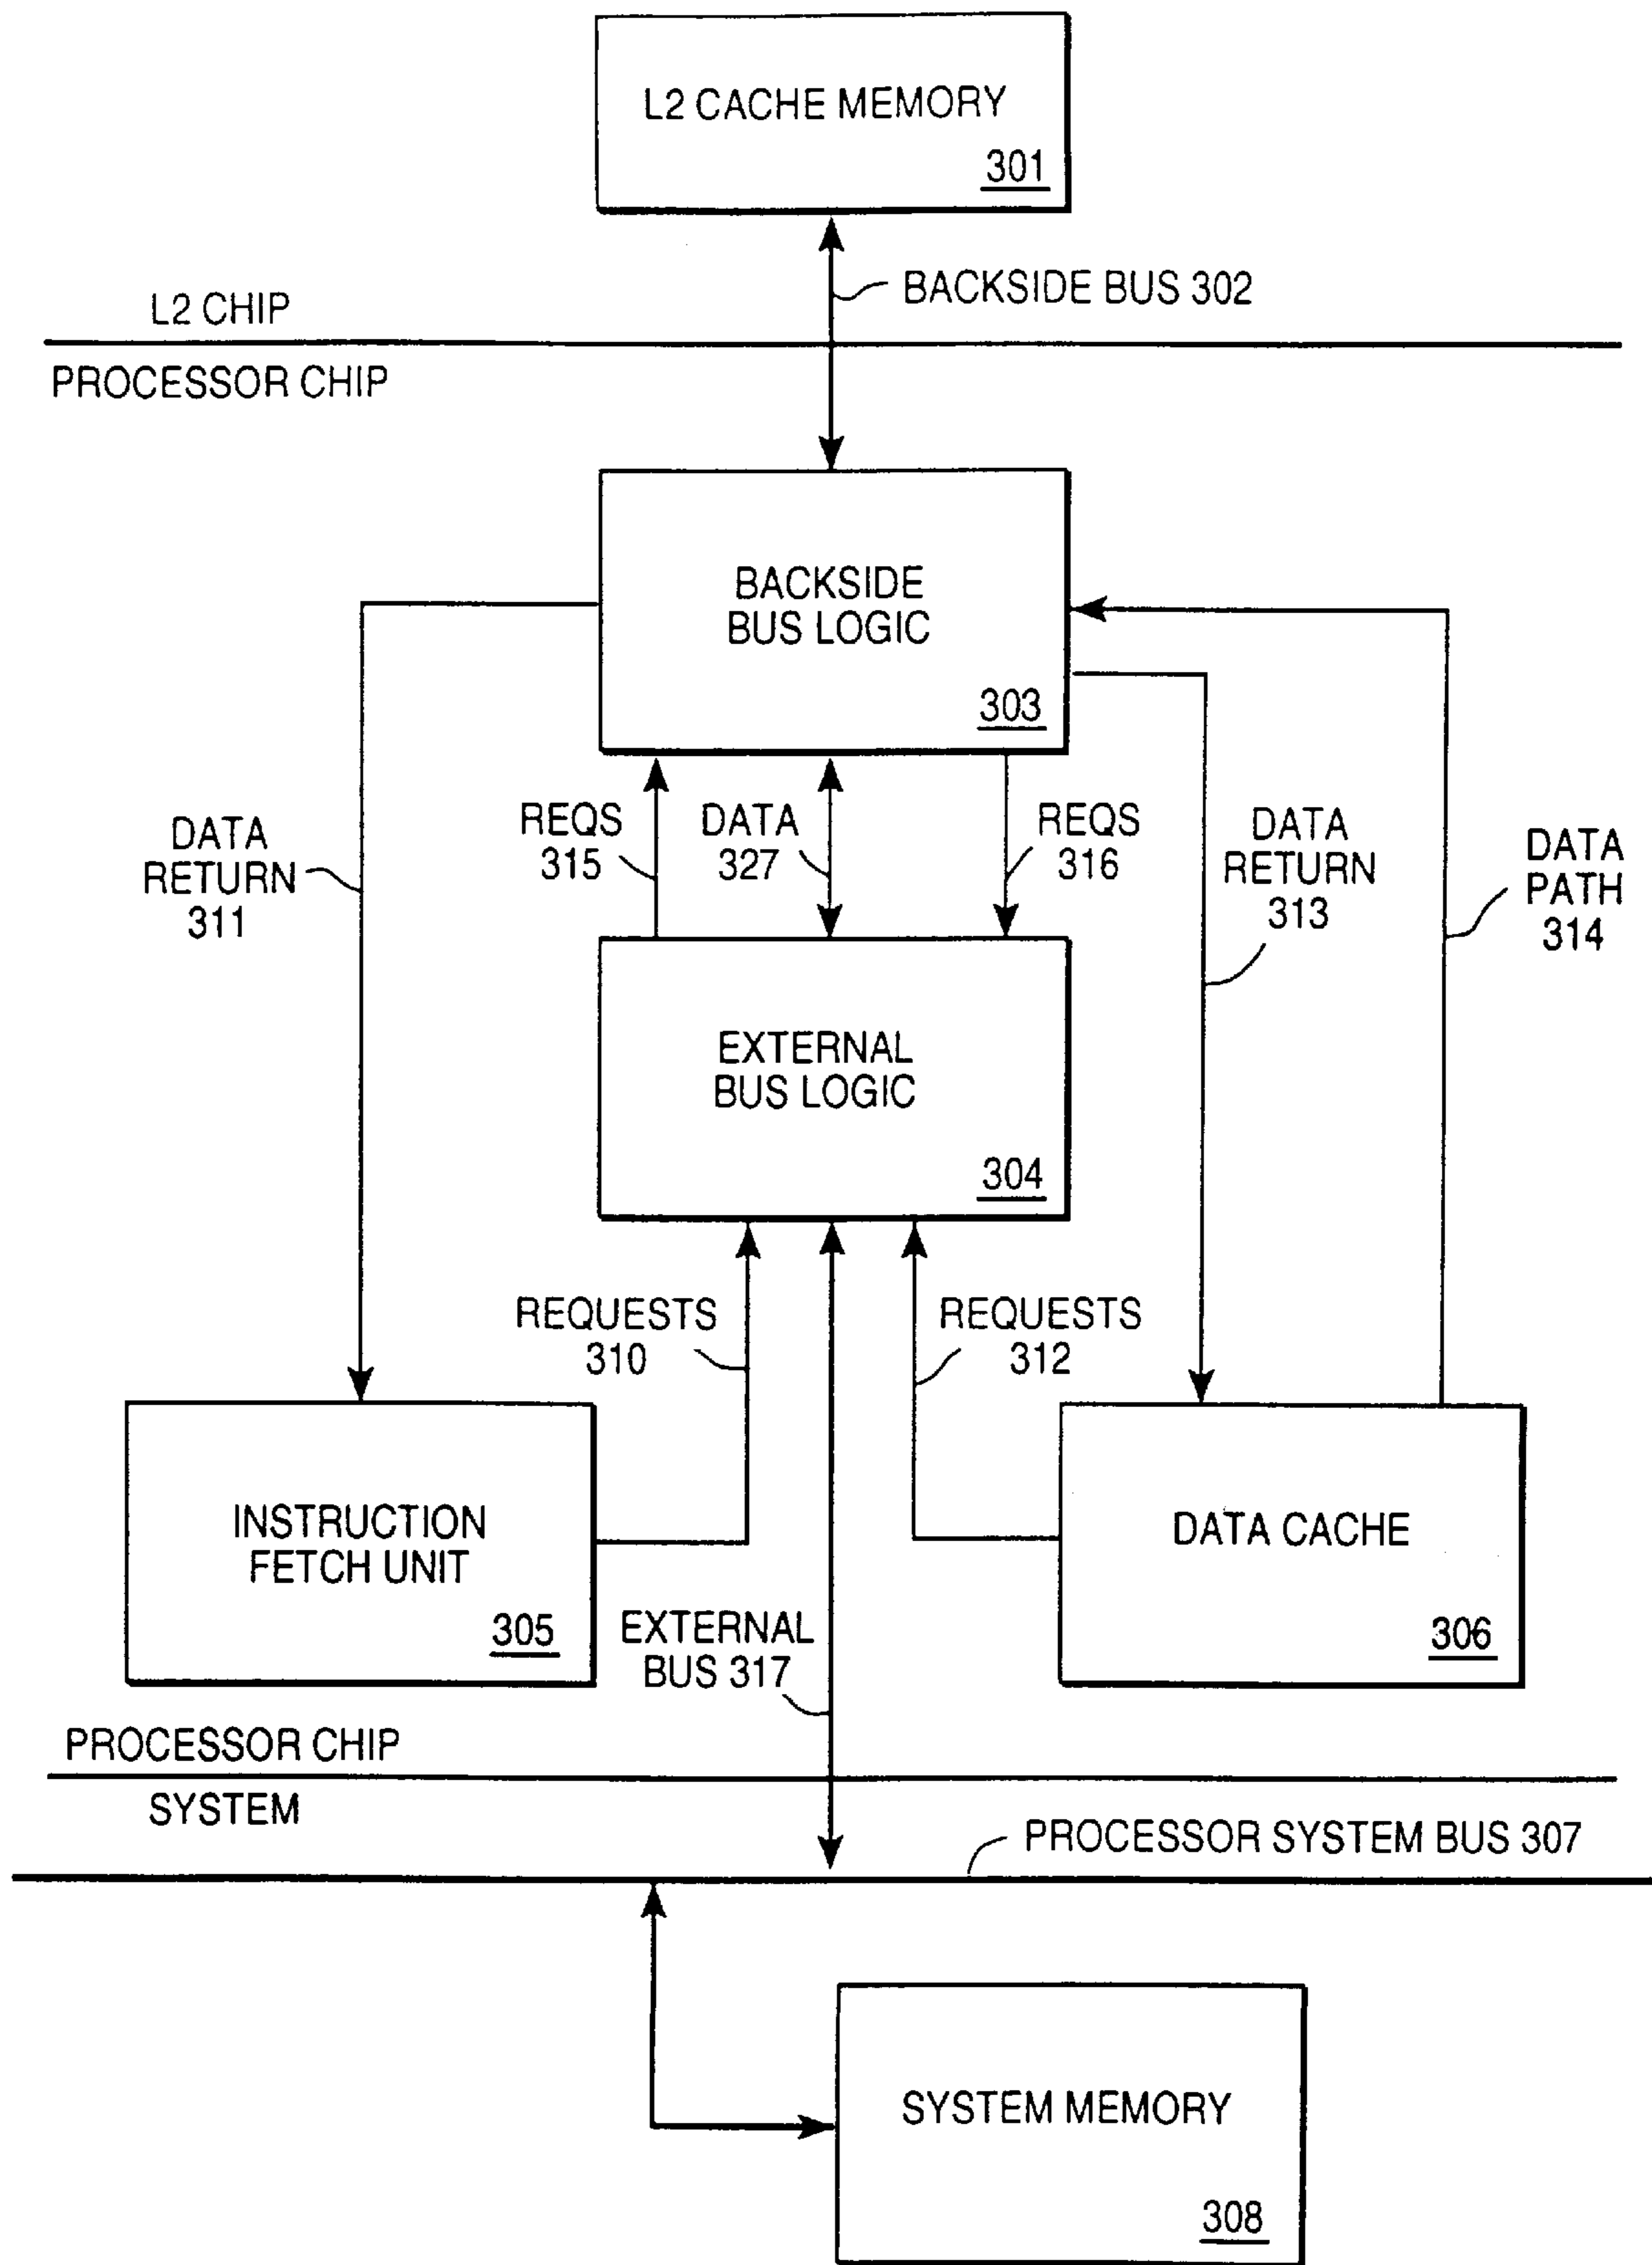 L2 CACHE MEMORY
301
BACKSIDE BUS 302
L2 CHIP
PROCESSOR CHIP
BACKSIDE
BUS LOGIC
303
DATA
RETURN
311
REQS
315
DATA
327
REQS
316
DATA
RETURN
313
DATA
PATH
314
EXTERNAL
BUS LOGIC
304
REQUESTS
310
REQUESTS
312
INSTRUCTION
FETCH UNIT
305
EXTERNAL
BUS 317
DATA CACHE
306
PROCESSOR CHIP
SYSTEM
PROCESSOR SYSTEM BUS 307
SYSTEM MEMORY
308